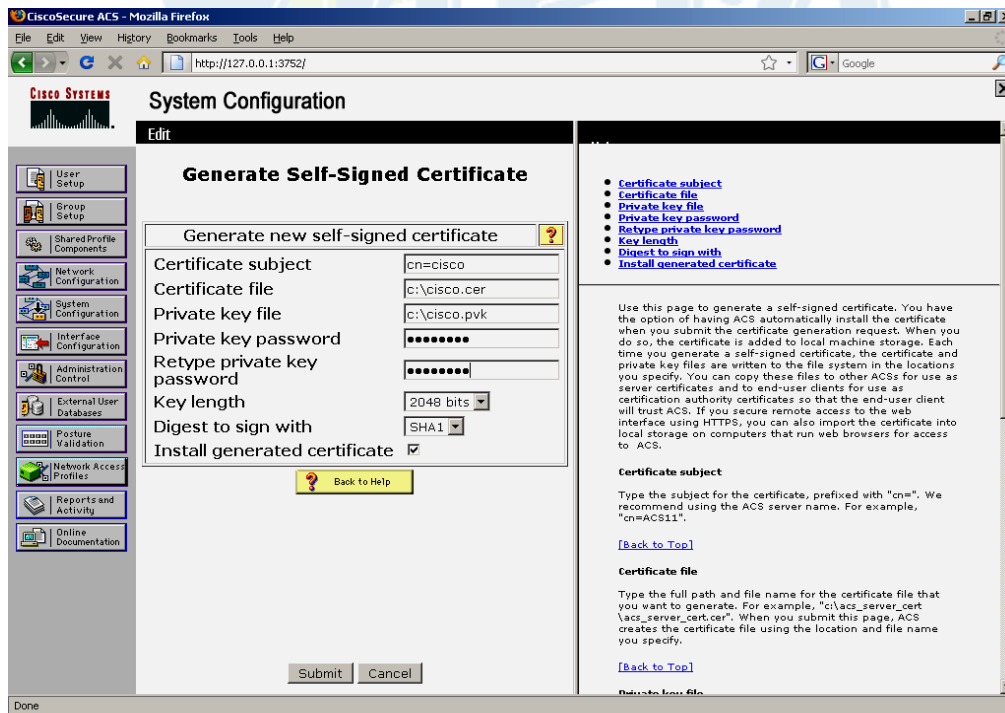 CiscoSecure ACS - Mozilla Firefox
File Edit View History Bookmarks Tools Help
http://127.0.0.1:3752/
G Google
CISCO SYSTEMS
System Configuration
Edit
User
Setup
Group
Setup
Shared Profile
Components
Network
Configuration
System
Configuration
Interface
Configuration
Administration
Control
External User
Databases
Posture
Validation
Network Access
Profiles
Reports and
Activity
Online
Documentation
Generate Self-Signed Certificate
Generate new self-signed certificate ?
Certificate subject cn=cisco
Certificate file c:\cisco.cer
Private key file c:\cisco.pvk
Private key password ●●●●●●●●
Retype private key
password ●●●●●●●●
Key length 2048 bits
Digest to sign with SHA1
Install generated certificate
? Back to Help
Submit Cancel
Certificate subject
Certificate file
Private key file
Private key password
Retype private key password
Key length
Digest to sign with
Install generated certificate
Use this page to generate a self-signed certificate. You have
the option of having ACS automatically install the certificate
when you submit the certificate generation request. When you
do so, the certificate is added to local machine storage. Each
time you generate a self-signed certificate, the certificate and
private key files are written to the file system in the locations
you specify. You can copy these files to other ACSs for use as
server certificates and to end-user clients for use as
certification authority certificates so that the end-user client
will trust ACS. If you secure remote access to the web
interface using HTTPS, you can also import the certificate into
local storage on computers that run web browsers for access
to ACS.
Certificate subject
Type the subject for the certificate, prefixed with "cn=". We
recommend using the ACS server name. For example,
"cn=ACS11".
[Back to Top]
Certificate file
Type the full path and file name for the certificate file that
you want to generate. For example, "c:\acs_server_cert
\acs_server_cert.cer". When you submit this page, ACS
creates the certificate file using the location and file name
you specify.
[Back to Top]
Private key file
Done